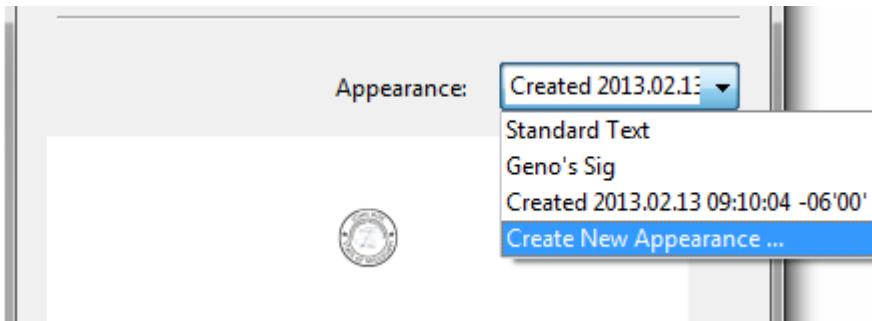 Appearance:
Created 2013.02.13
Standard Text
Geno's Sig
Created 2013.02.13 09:10:04 -06'00'
Create New Appearance ...